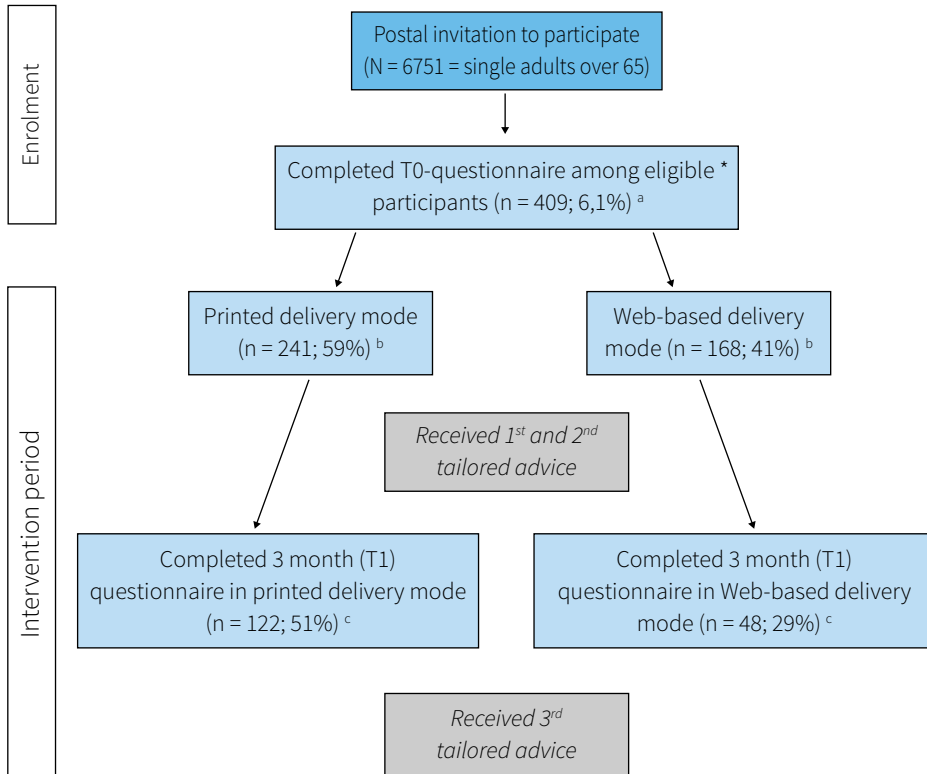 Enrolment
Postal invitation to participate
(N = 6751 = single adults over 65)
Completed T0-questionnaire among eligible *
participants (n = 409; 6,1%) a
Intervention period
Printed delivery mode
(n = 241; 59%) b
Web-based delivery
mode (n = 168; 41%) b
Received 1st and 2nd
tailored advice
Completed 3 month (T1)
questionnaire in printed delivery mode
(n = 122; 51%) c
Completed 3 month (T1)
questionnaire in Web-based delivery
mode (n = 48; 29%) c
Received 3rd
tailored advice